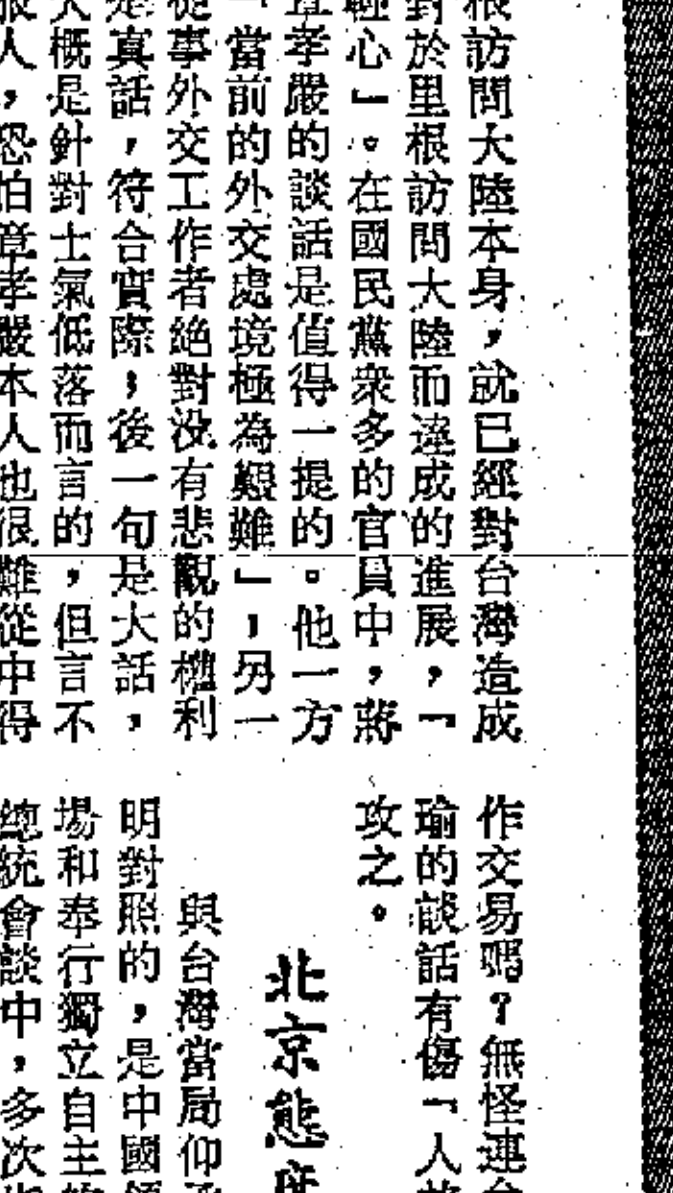 根訪問大陸本身，就已經對台灣造成
對於里根訪問大陸而達成的進展，「
輕心」。在國民黨衆多的官員中，蔣
孝嚴的談話是值得一提的。他一方
「當前的外交處境極為艱難」，另一
從事外交工作者絕對没有悲觀的權利
是真話，符合實際；後一句是大話，
大概是針對士氣低落而言的，但言不
服人，恐怕章孝嚴本人也很難從中得
作交易嗎？無怪連台
瑜的談話有傷「人
攻之。
北京態度
與台灣當局仰
明對照的，是中國領
場和奉行獨立自主的
總統會談中，多次